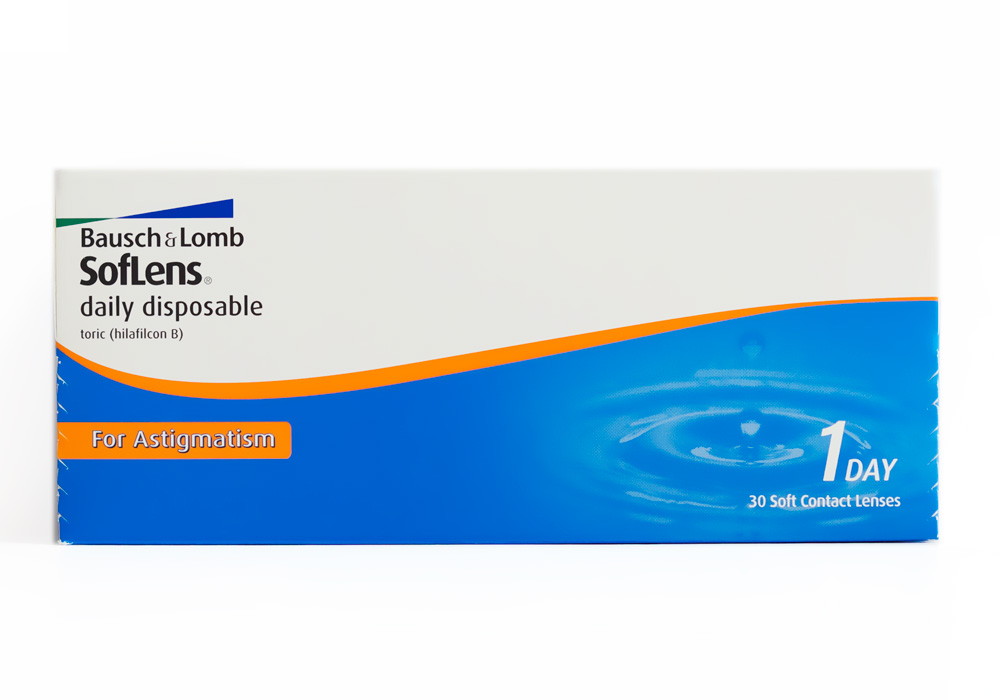 Bausch & Lomb
SofLens®
daily disposable
toric (hilafilcon B)
For Astigmatism
1 DAY
30 Soft Contact Lenses